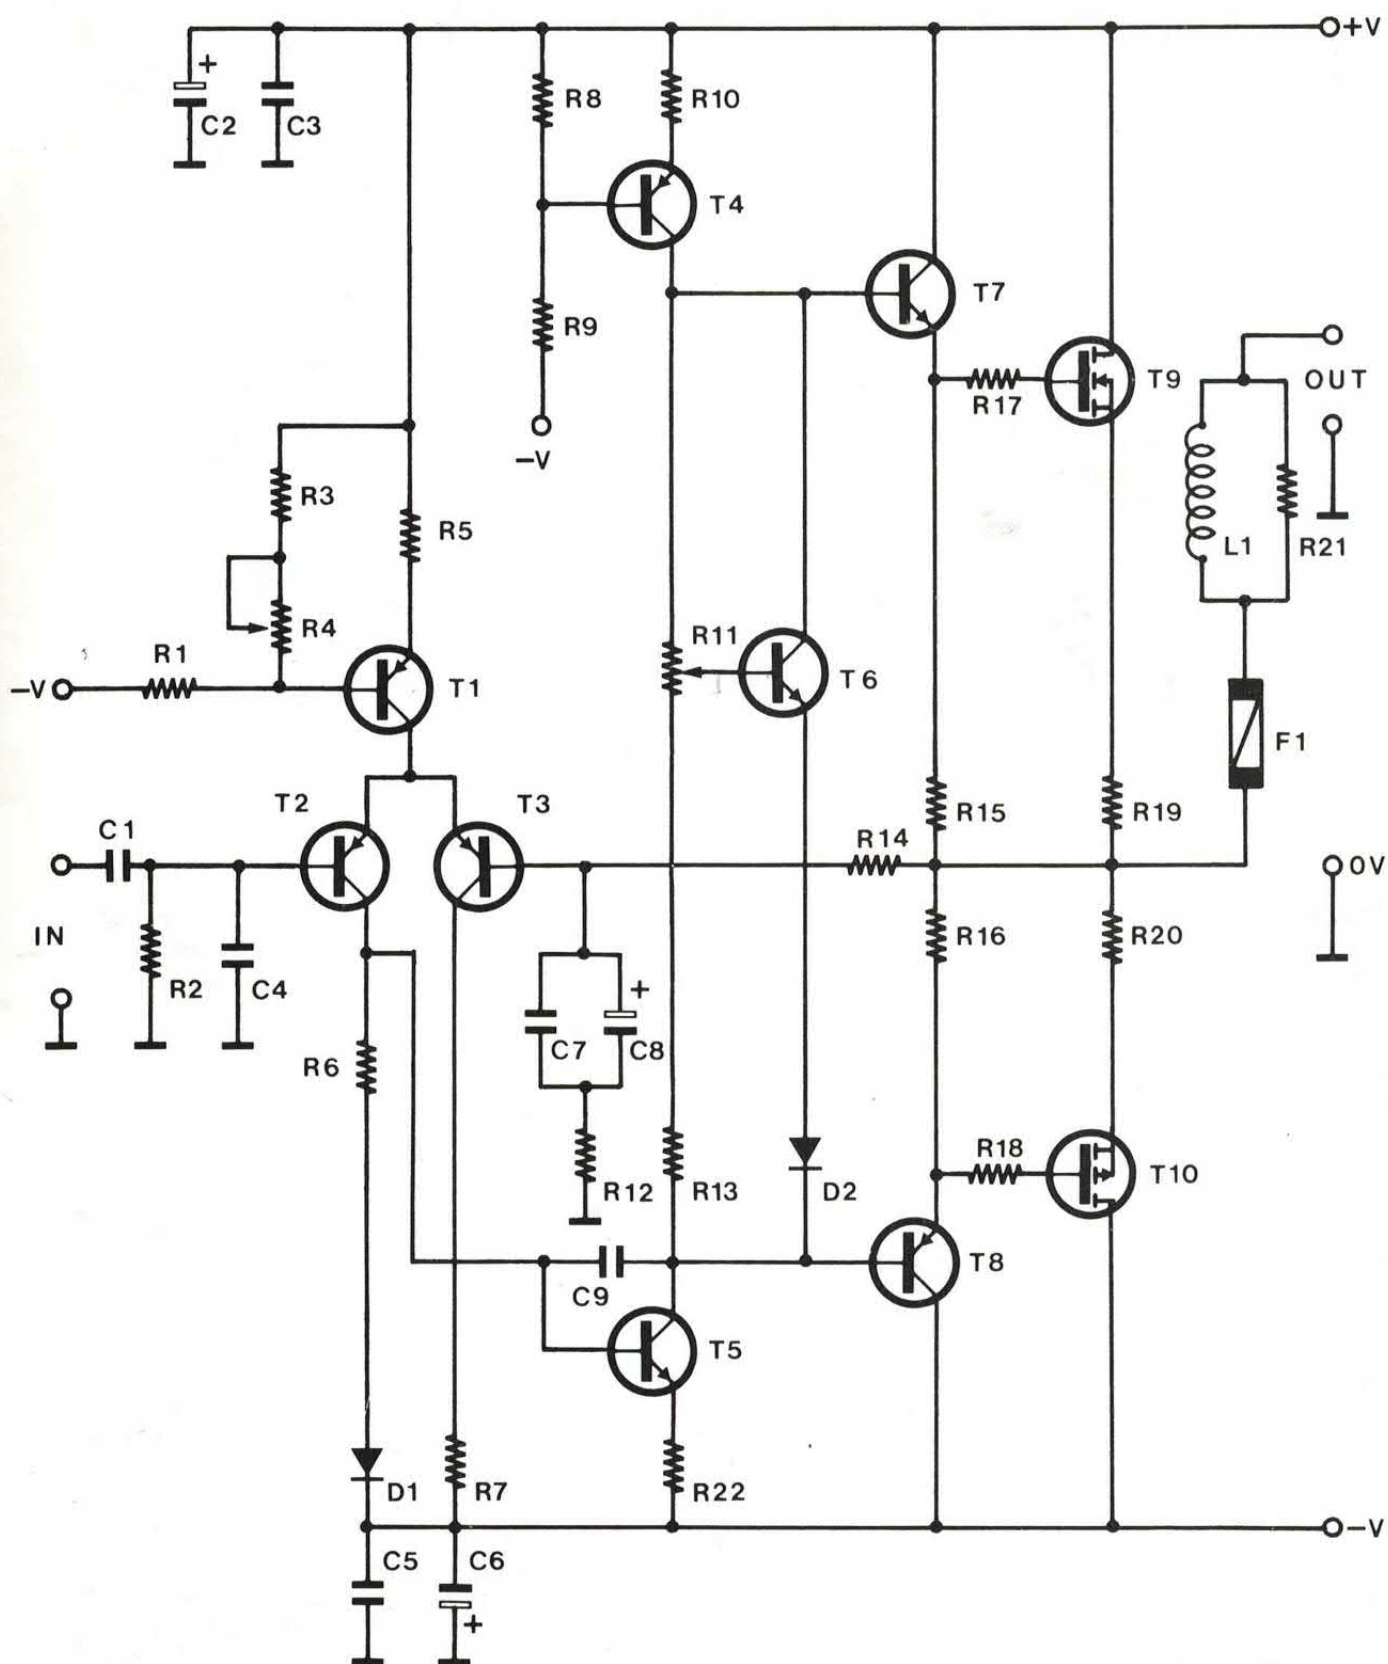 +V
+
R8
R10
C2
C3
T4
T7
R9
T9
OUT
R17
-V
R3
R5
L1
R21
R4
R11
R1
-V
T1
T6
F1
T2
T3
R15
R19
C1
R14
0V
IN
R16
R20
R2
C4
+
C7
C8
R6
R18
T10
R12
R13
D2
T8
C9
T5
D1
R7
R22
-V
C5
C6
+